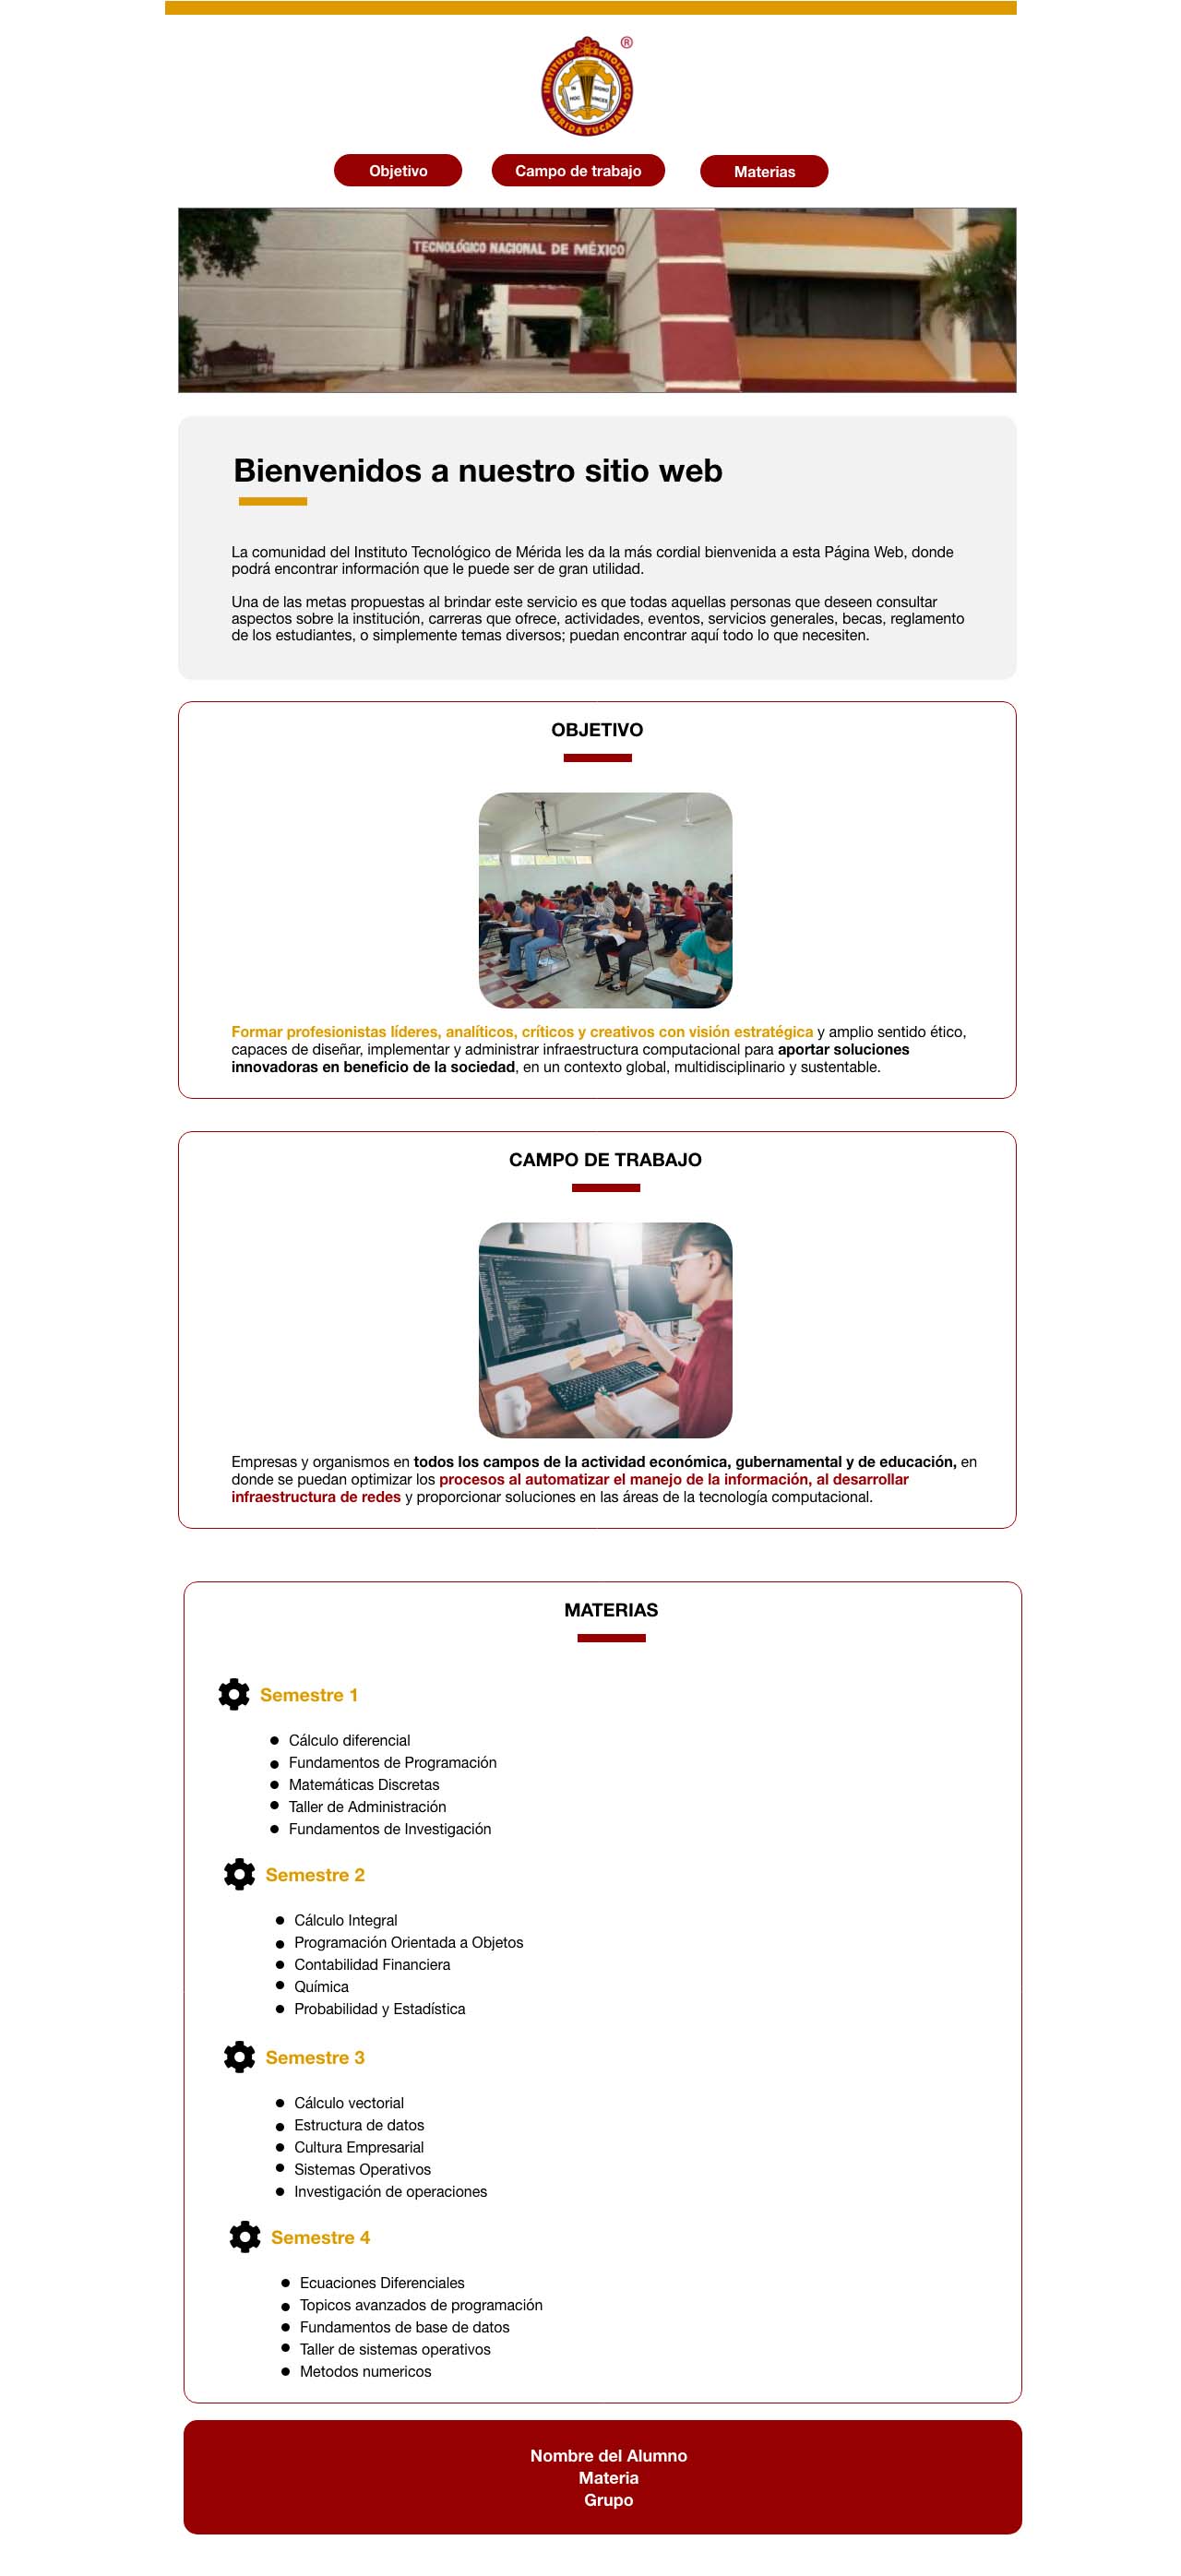 ®
INSTITUTO TECNOLOGICO
MERIDA YUCATAN
Objetivo
Campo de trabajo
Materias
TECNOLÓGICO NACIONAL DE MÉXICO
Bienvenidos a nuestro sitio web
La comunidad del Instituto Tecnológico de Mérida les da la más cordial bienvenida a esta Página Web, donde
podrá encontrar información que le puede ser de gran utilidad.
Una de las metas propuestas al brindar este servicio es que todas aquellas personas que deseen consultar
aspectos sobre la institución, carreras que ofrece, actividades, eventos, servicios generales, becas, reglamento
de los estudiantes, o simplemente temas diversos; puedan encontrar aquí todo lo que necesiten.
OBJETIVO
Formar profesionistas líderes, analíticos, críticos y creativos con visión estratégica y amplio sentido ético,
capaces de diseñar, implementar y administrar infraestructura computacional para aportar soluciones
innovadoras en beneficio de la sociedad, en un contexto global, multidisciplinario y sustentable.
CAMPO DE TRABAJO
Empresas y organismos en todos los campos de la actividad económica, gubernamental y de educación, en
donde se puedan optimizar los procesos al automatizar el manejo de la información, al desarrollar
infraestructura de redes y proporcionar soluciones en las áreas de la tecnología computacional.
MATERIAS
Semestre 1
Cálculo diferencial
Fundamentos de Programación
Matemáticas Discretas
Taller de Administración
Fundamentos de Investigación
Semestre 2
Cálculo Integral
Programación Orientada a Objetos
Contabilidad Financiera
Química
Probabilidad y Estadística
Semestre 3
Cálculo vectorial
Estructura de datos
Cultura Empresarial
Sistemas Operativos
Investigación de operaciones
Semestre 4
Ecuaciones Diferenciales
Topicos avanzados de programación
Fundamentos de base de datos
Taller de sistemas operativos
Metodos numericos
Nombre del Alumno
Materia
Grupo